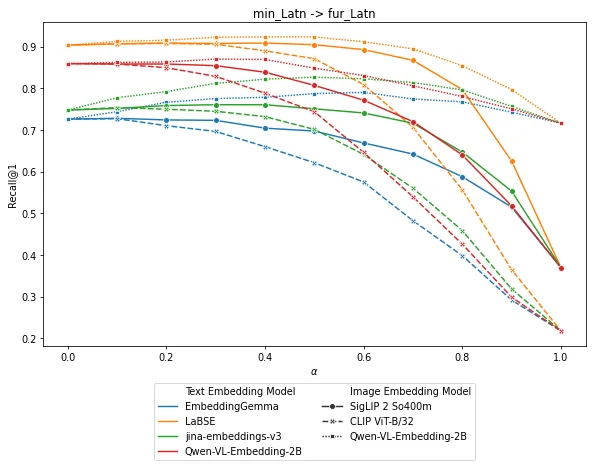 min_Latn -> fur_Latn
Recall@1
0.9
0.8
0.7
0.6
0.5
0.4
0.3
0.2
0.0 0.2 0.4 0.6 0.8 1.0
α
Text Embedding Model Image Embedding Model
EmbeddingGemma SigLIP 2 So400m
LaBSE CLIP ViT-B/32
jina-embeddings-v3 Qwen-VL-Embedding-2B
Qwen-VL-Embedding-2B